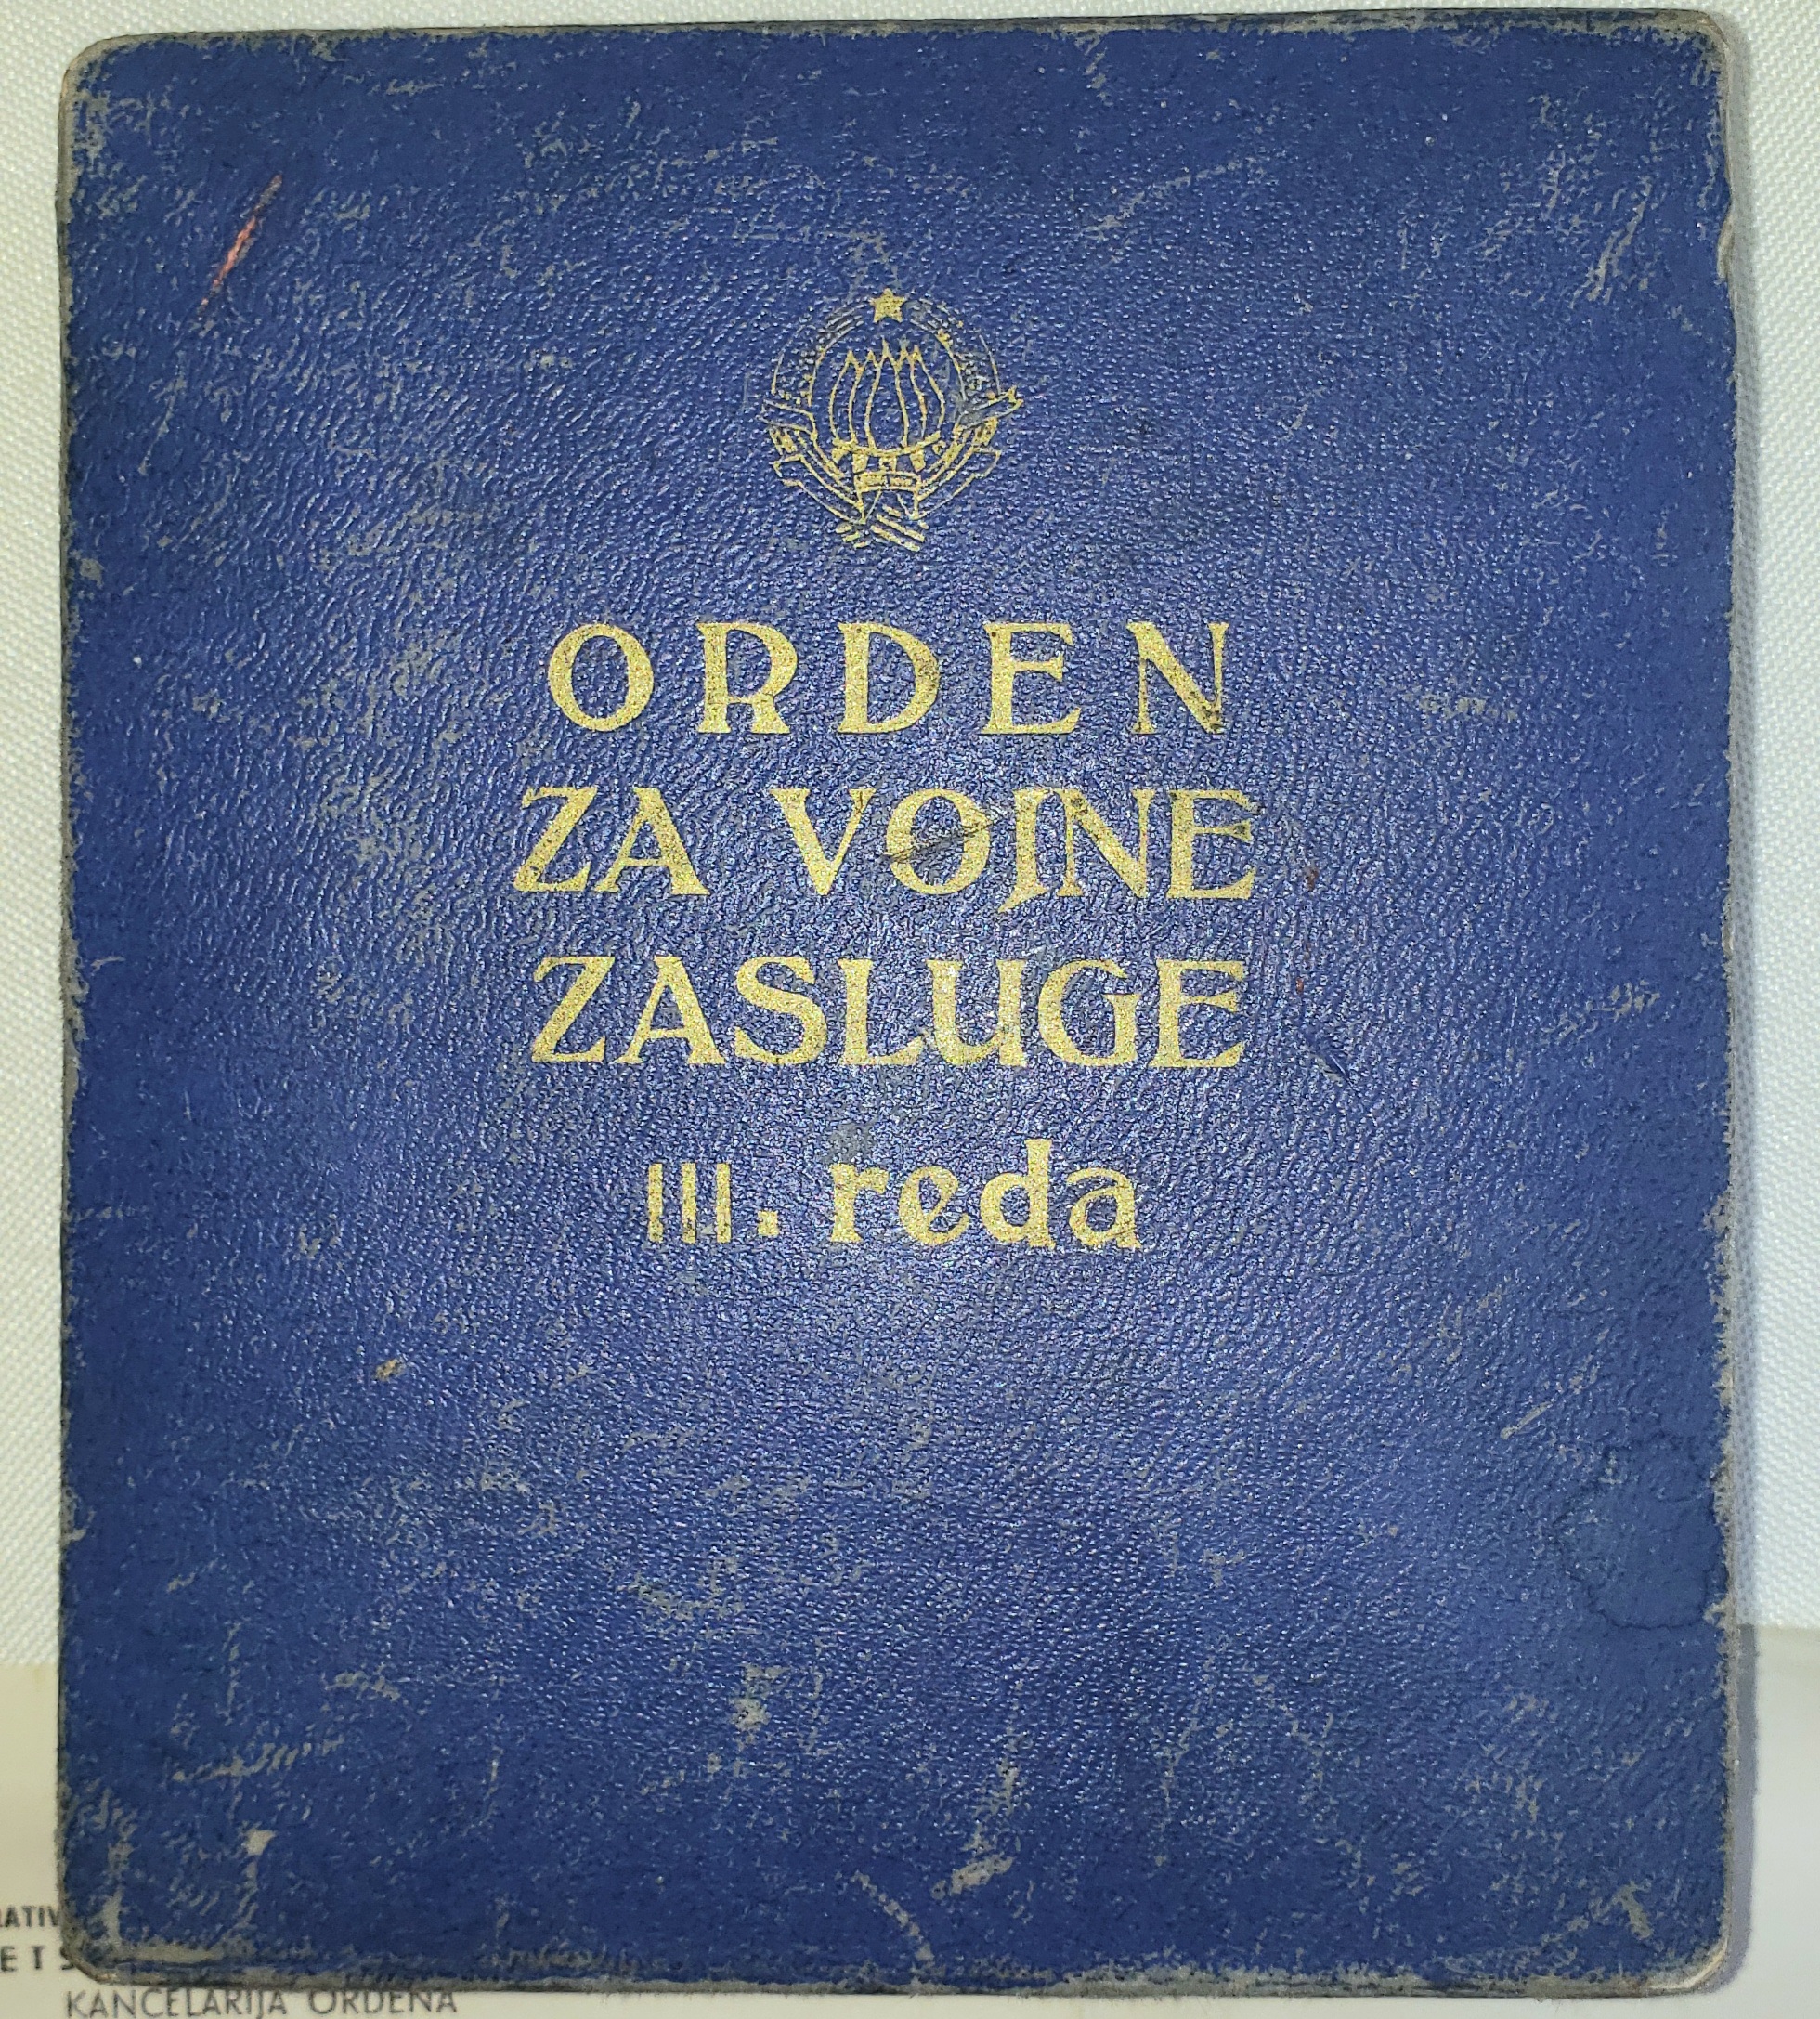 ORDEN
ZA VOJNE
ZASLUGE
III. reda
KANCELARIJA ORDENA